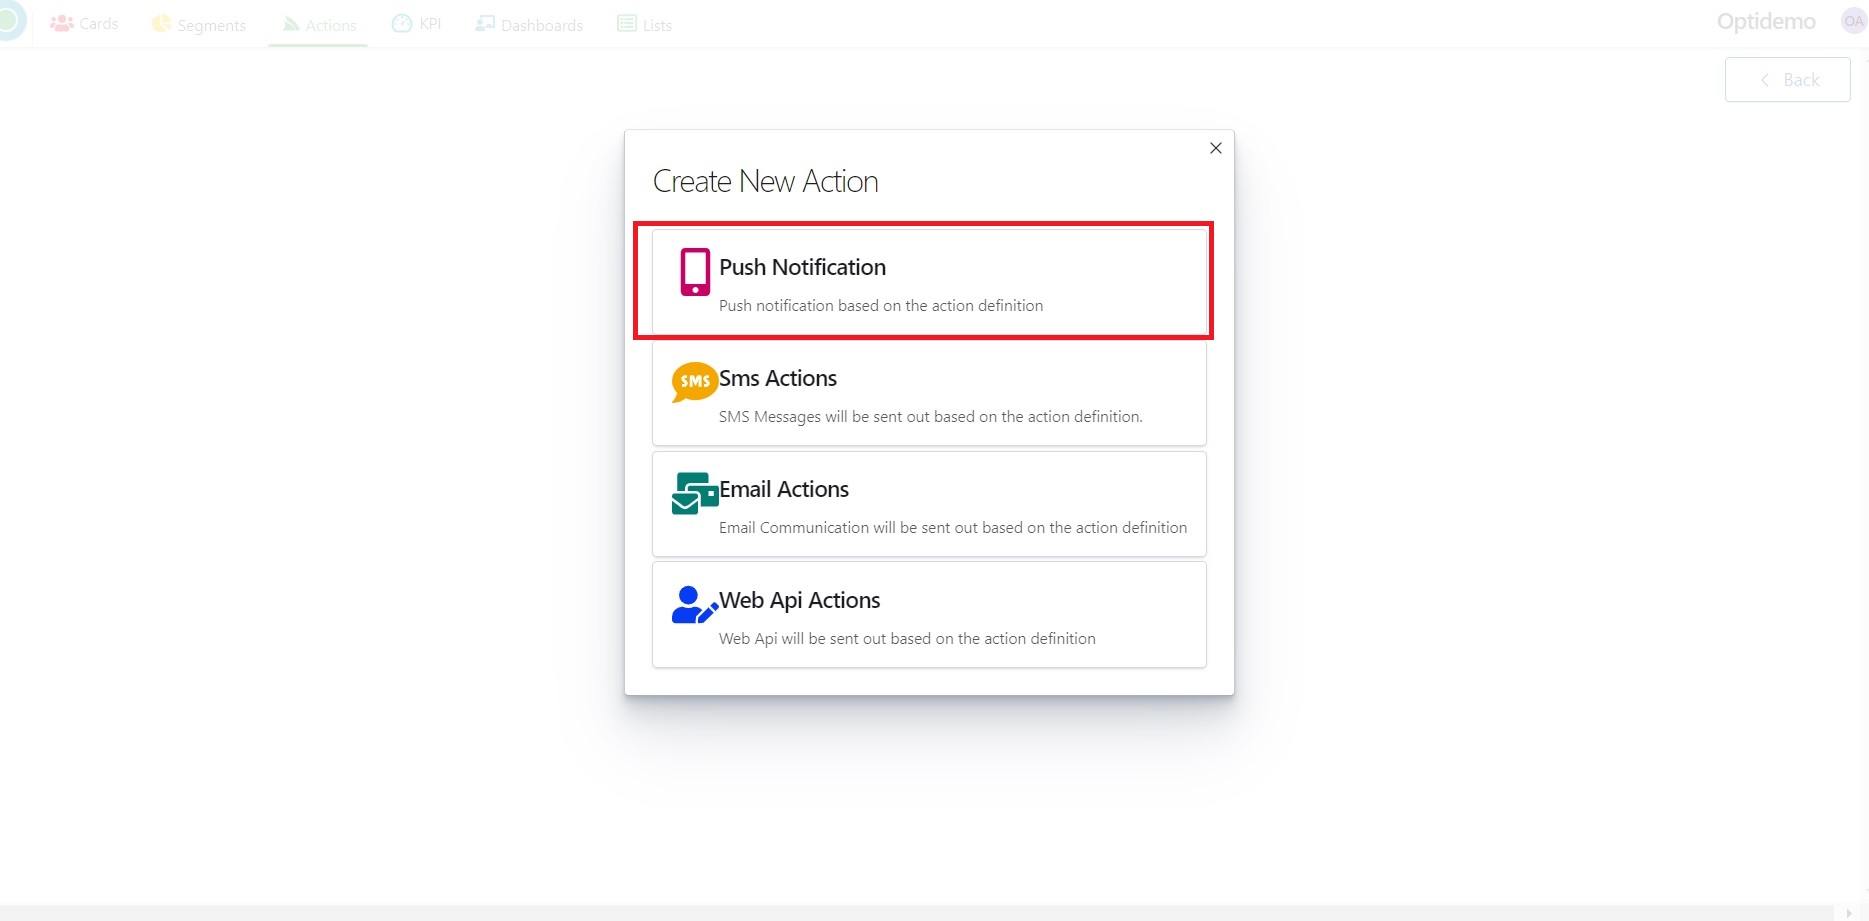 Cards Segments Actions KPI Dashboards Lists Optidemo OA
Back
Create New Action
Push Notification
Push notification based on the action definition
SMS Sms Actions
SMS Messages will be sent out based on the action definition.
Email Actions
Email Communication will be sent out based on the action definition
Web Api Actions
Web Api will be sent out based on the action definition